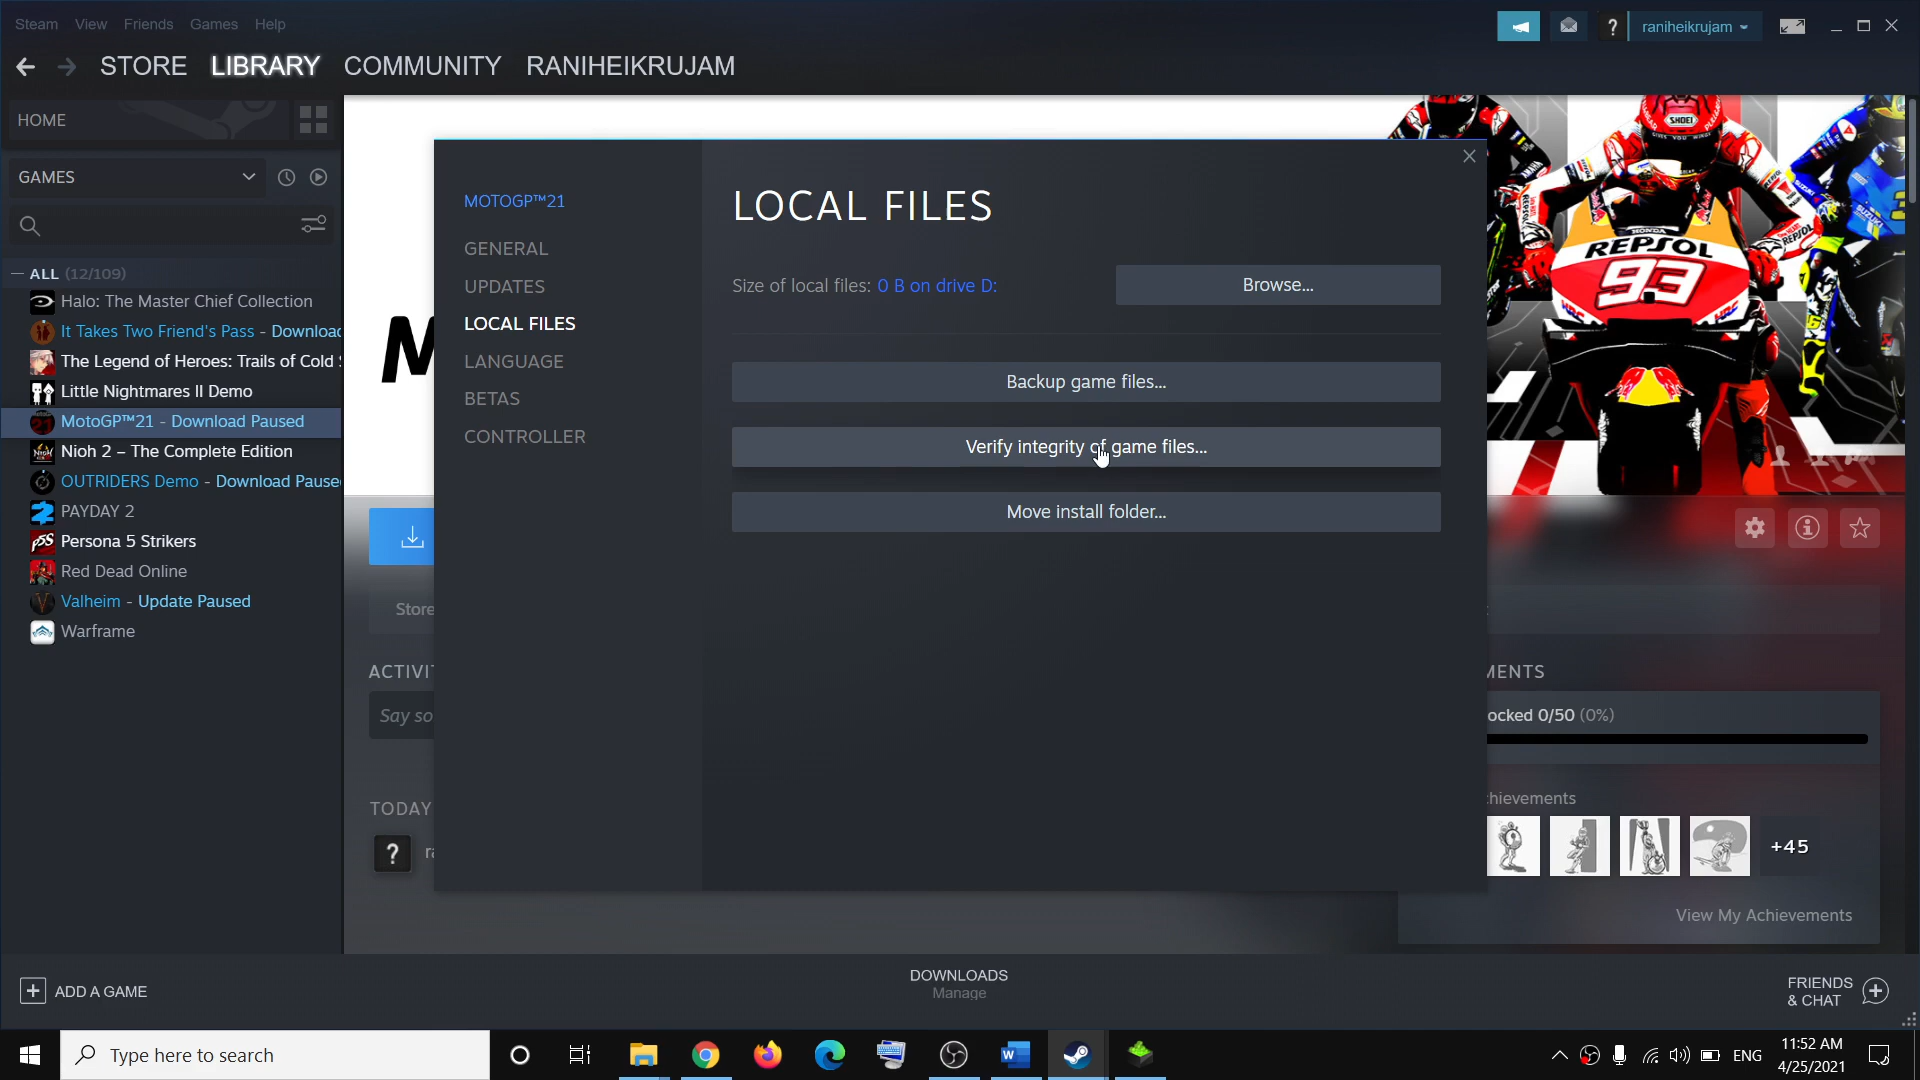 Steam View Friends Games Help
raniheikrujam
STORE LIBRARY COMMUNITY RANIHEIKRUJAM
HOME
GAMES
ALL (12/109)
Halo: The Master Chief Collection
It Takes Two Friend's Pass - Download
The Legend of Heroes: Trails of Cold
Little Nightmares II Demo
MotoGP™21 - Download Paused
Nioh 2 – The Complete Edition
OUTRIDERS Demo - Download Pause
PAYDAY 2
Persona 5 Strikers
Red Dead Online
Valheim - Update Paused
Warframe
MOTOGP™21
GENERAL
UPDATES
LOCAL FILES
LANGUAGE
BETAS
CONTROLLER
LOCAL FILES
Size of local files: 0 B on drive D:
Browse...
Backup game files...
Verify integrity of game files...
Move install folder...
SHOEI
HONDA
REPSOL
93
Store
ACTIVIT
Say so
TODAY
MENTS
ocked 0/50 (0%)
chievements
+45
View My Achievements
ADD A GAME
DOWNLOADS
Manage
FRIENDS
& CHAT
Type here to search
ENG
11:52 AM
4/25/2021